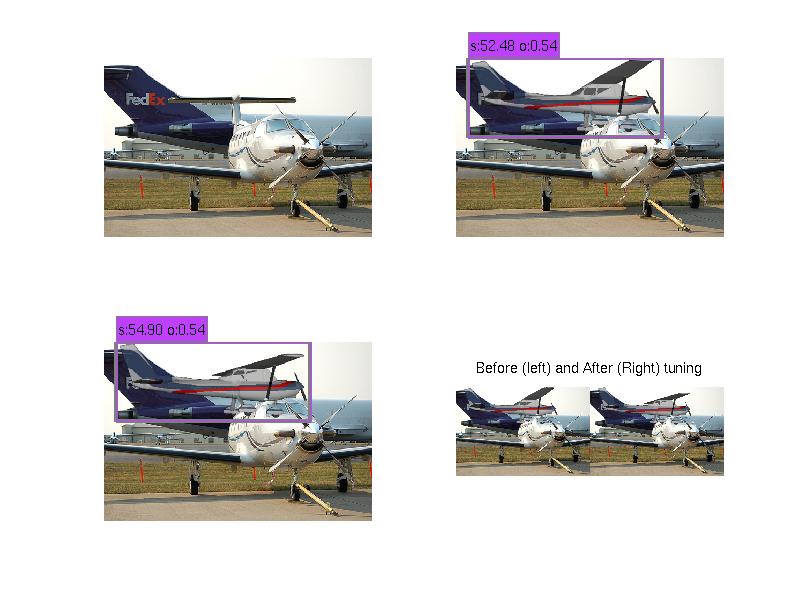 FedEx
s:52.48 o:0.54
F
s:54.90 o:0.54
Before (left) and After (Right) tuning